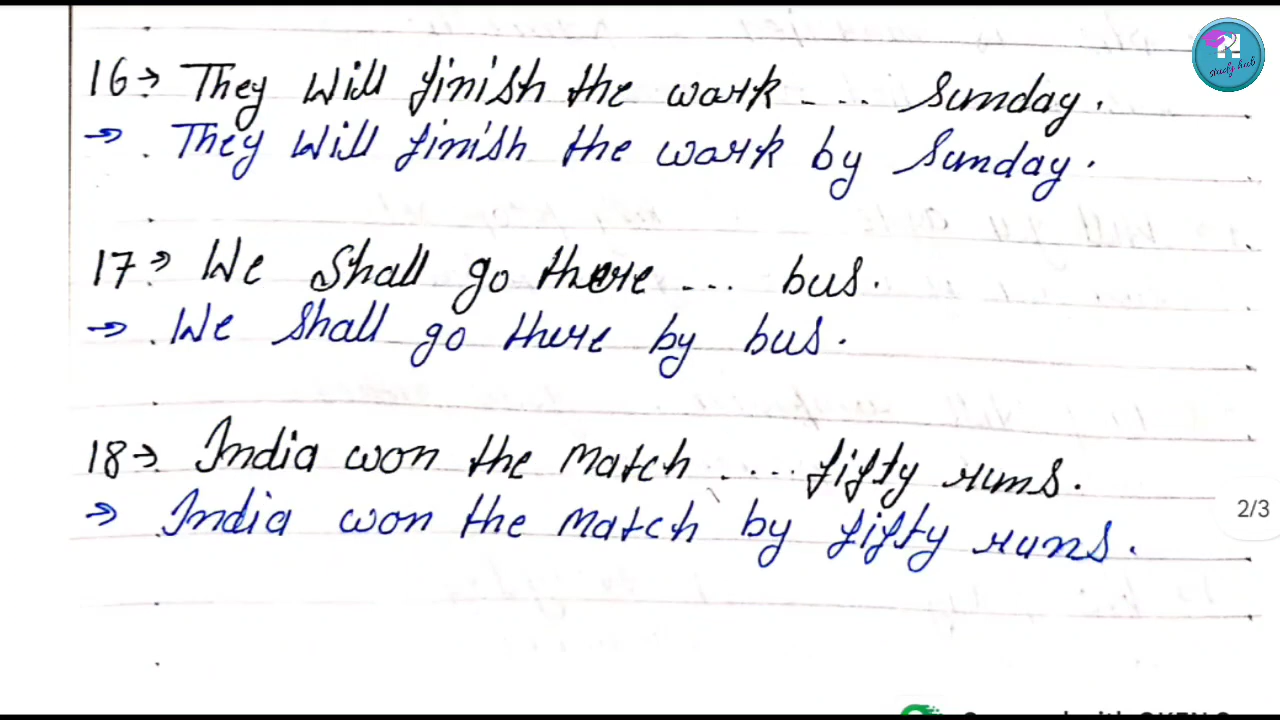 16→ They will finish the work ... Sunday.
→ They will finish the work by Sunday.
17→ We shall go there ... bus.
→ We shall go there by bus.
18→ India won the match .... fifty runs.
→ India won the match by fifty runs.
H
study hub
2/3